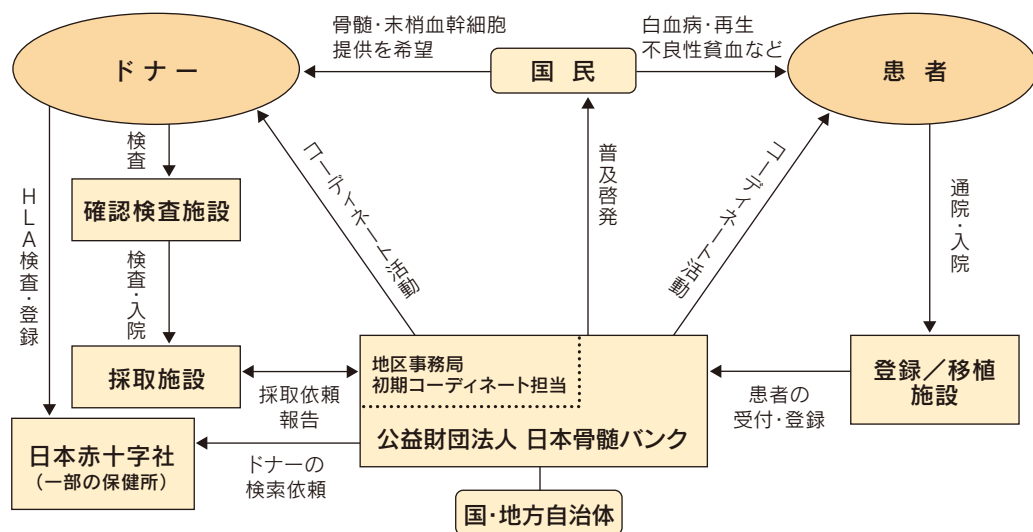 骨髄・末梢血幹細胞
提供を希望
白血病・再生
不良性貧血など
ドナー
国民
患者
検査
コーディネート活動
普及啓発
コーディネート活動
通院・入院
HLA検査・登録
確認検査施設
検査・入院
採取施設
採取依頼
報告
地区事務局
初期コーディネート担当
公益財団法人 日本骨髄バンク
患者の
受付・登録
登録／移植
施設
日本赤十字社
（一部の保健所）
ドナーの
検索依頼
国・地方自治体